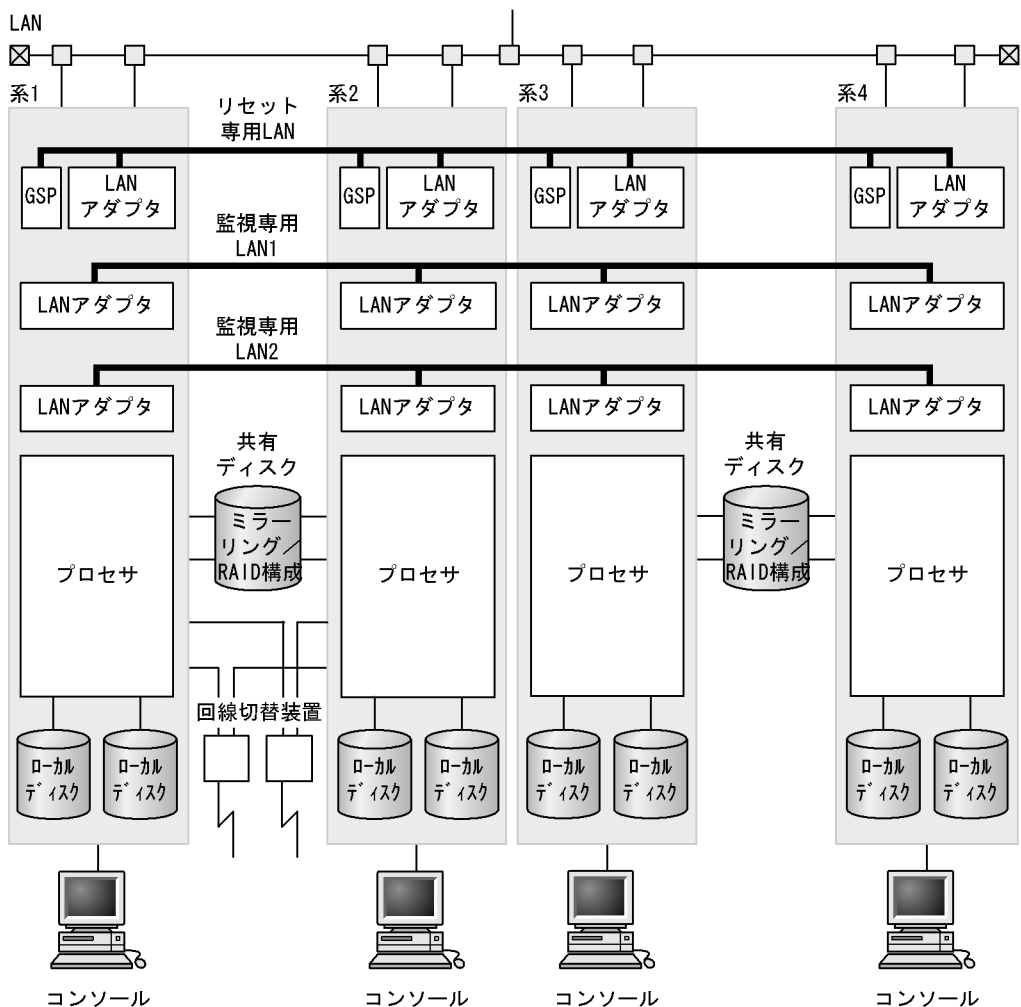 LAN
系1
系2
系3
系4
リセット
専用LAN
GSP
LAN
アダプタ
GSP
LAN
アダプタ
GSP
LAN
アダプタ
GSP
LAN
アダプタ
監視専用
LAN1
LANアダプタ
LANアダプタ
LANアダプタ
LANアダプタ
監視専用
LAN2
LANアダプタ
LANアダプタ
LANアダプタ
LANアダプタ
共有
ディスク
共有
ディスク
プロセサ
ミラー
リング／
RAID構成
プロセサ
プロセサ
ミラー
リング／
RAID構成
プロセサ
回線切替装置
ローカル
ディスク
ローカル
ディスク
ローカル
ディスク
ローカル
ディスク
ローカル
ディスク
ローカル
ディスク
ローカル
ディスク
ローカル
ディスク
コンソール
コンソール
コンソール
コンソール